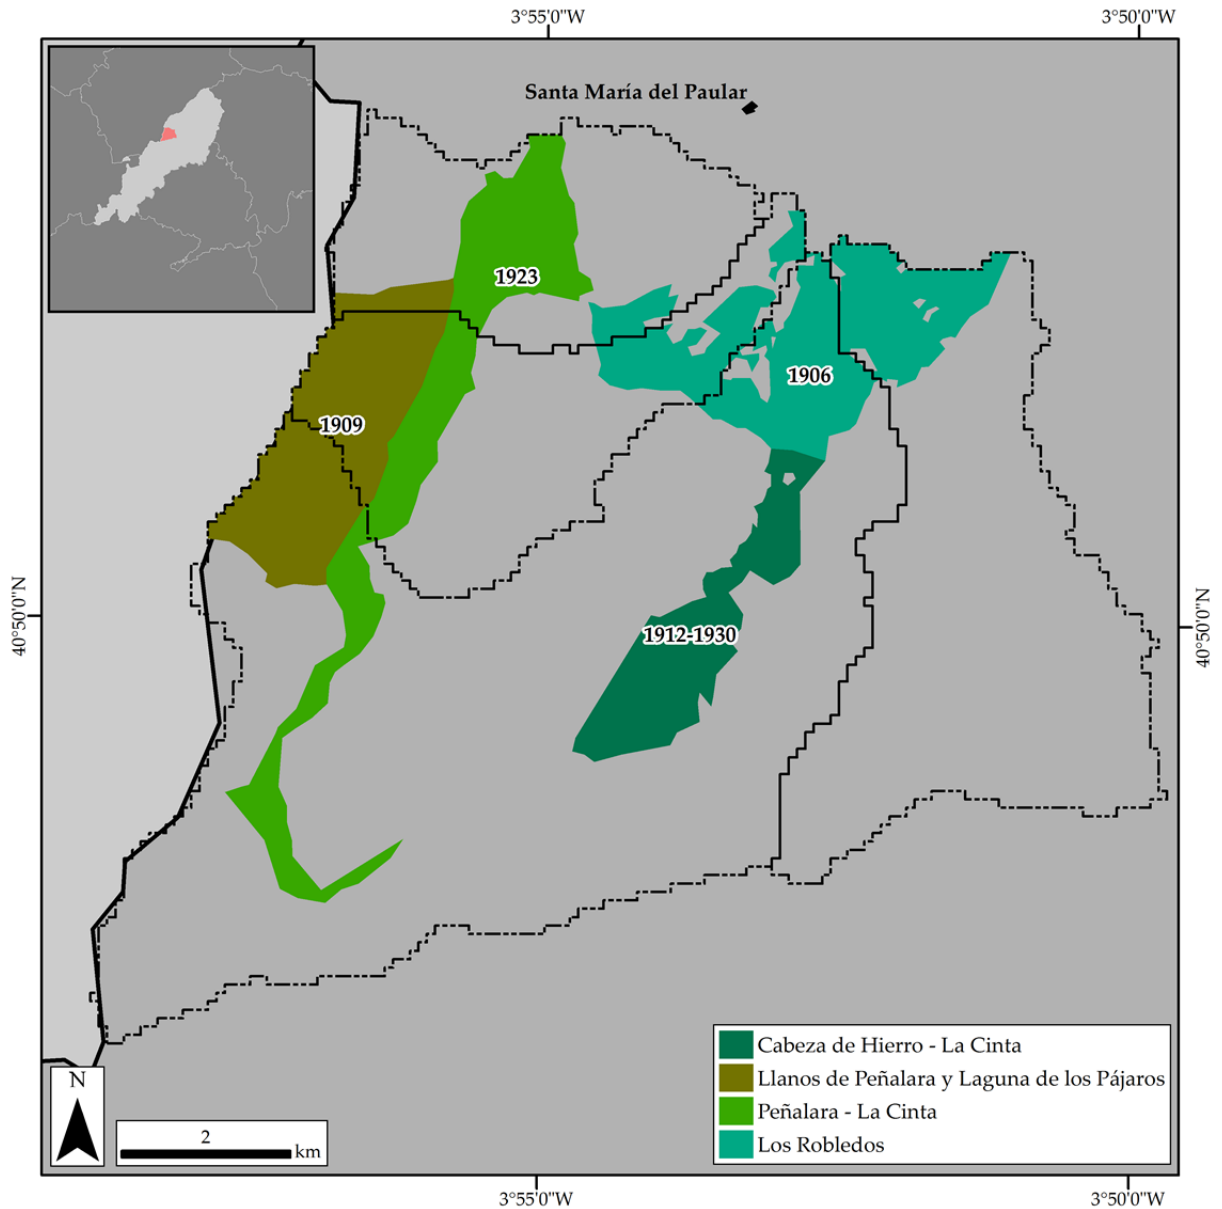 3°55'0"W
3°50'0"W
Santa María del Paular
1923
1906
1909
40°50'0"N
40°50'0"N
1912-1930
Cabeza de Hierro - La Cinta
Llanos de Peñalara y Laguna de los Pájaros
Peñalara - La Cinta
Los Robledos
N
2
km
3°55'0"W
3°50'0"W